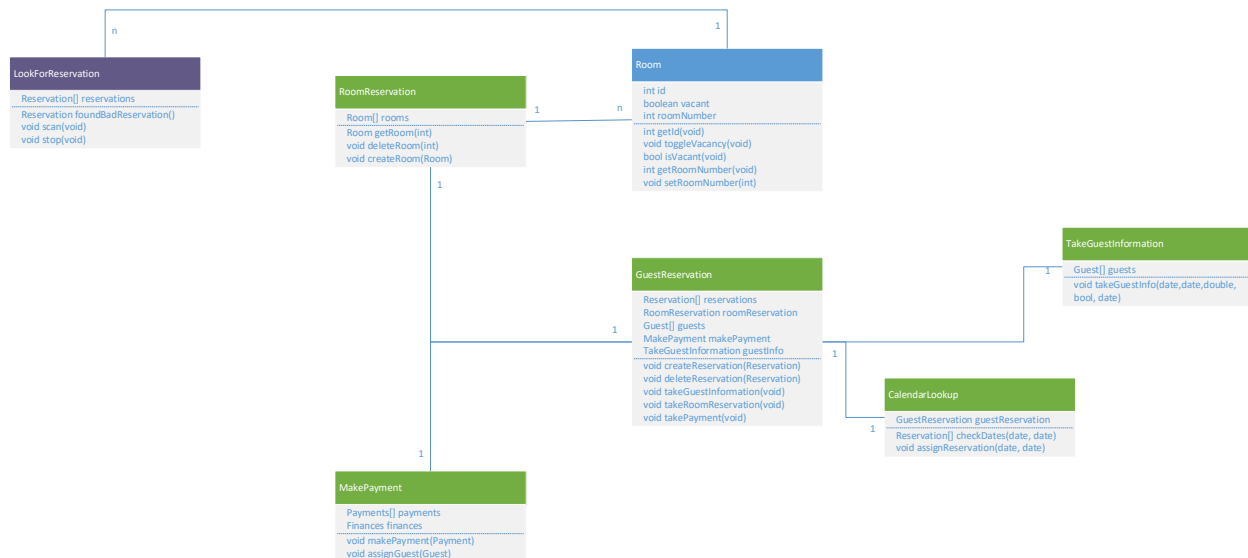 n
1
LookForReservation
Reservation[] reservations
Reservation foundBadReservation()
void scan(void)
void stop(void)
RoomReservation
Room[] rooms
Room getRoom(int)
void deleteRoom(int)
void createRoom(Room)
1
n
Room
int id
boolean vacant
int roomNumber
int getId(void)
void toggleVacancy(void)
bool isVacant(void)
int getRoomNumber(void)
void setRoomNumber(int)
1
TakeGuestInformation
Guest[] guests
void takeGuestInfo(date,date,double,
bool, date)
1
GuestReservation
Reservation[] reservations
RoomReservation roomReservation
Guest[] guests
MakePayment makePayment
TakeGuestInformation guestInfo
void createReservation(Reservation)
void deleteReservation(Reservation)
void takeGuestInformation(void)
void takeRoomReservation(void)
void takePayment(void)
1
1
CalendarLookup
GuestReservation guestReservation
Reservation[] checkDates(date, date)
void assignReservation(date, date)
1
1
MakePayment
Payments[] payments
Finances finances
void makePayment(Payment)
void assignGuest(Guest)